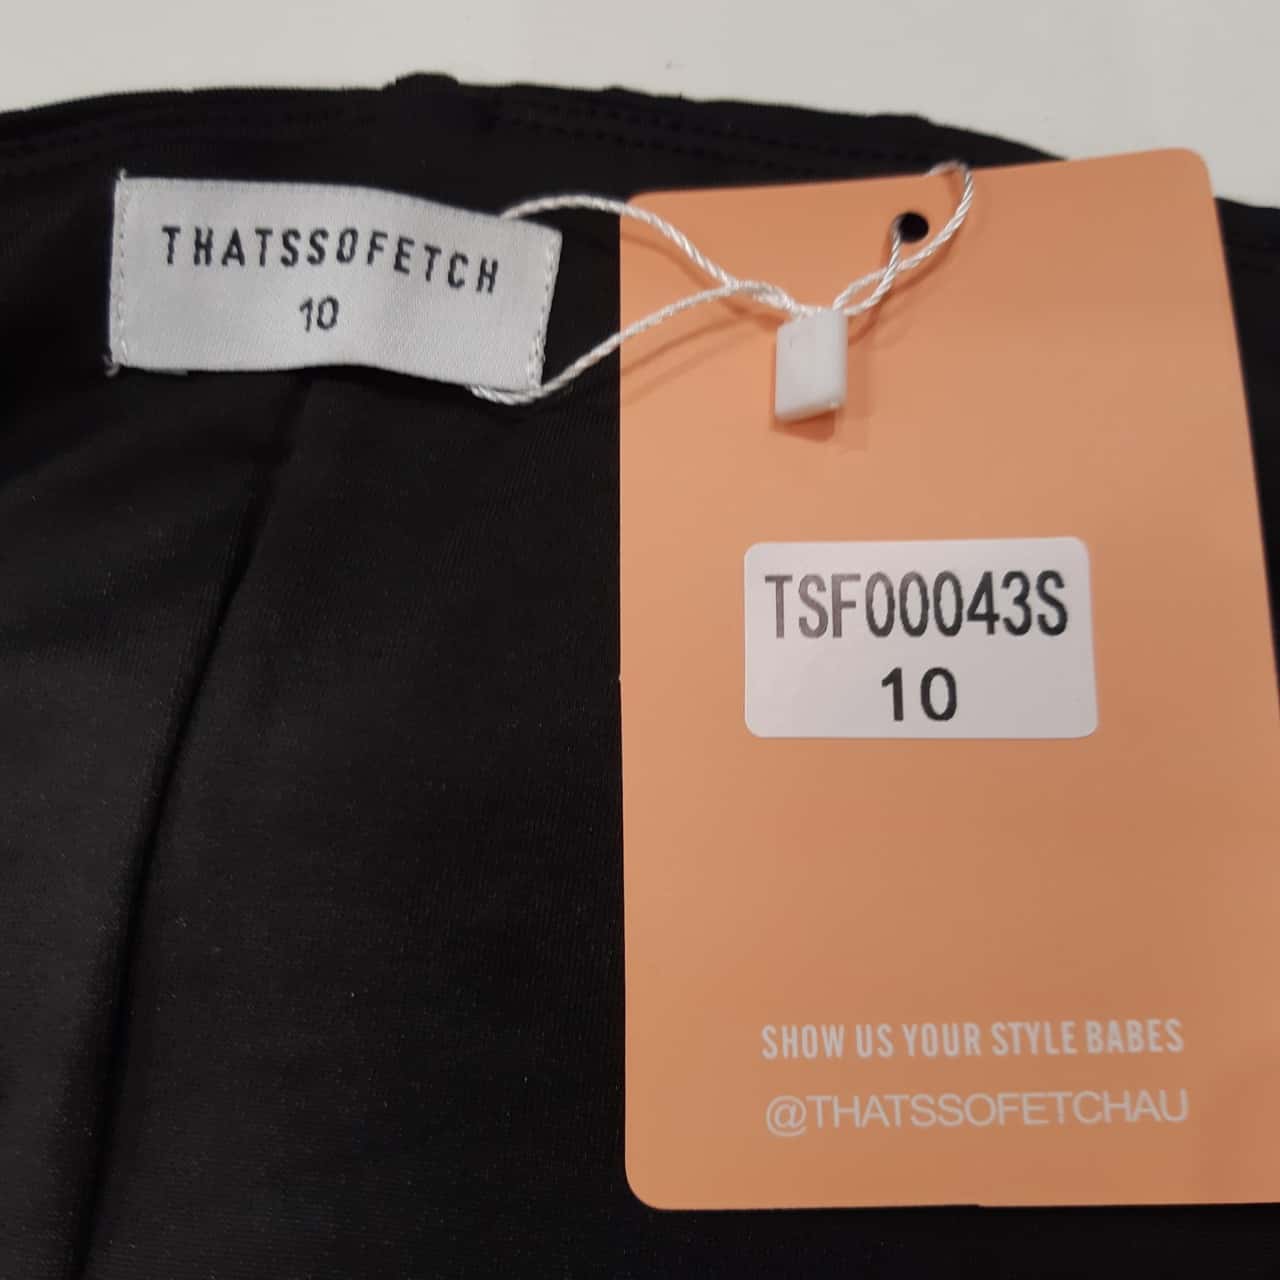 THATSSOFETCH
10
TSF00043S
10
SHOW US YOUR STYLE BABES
@THATSSOFETCHAU